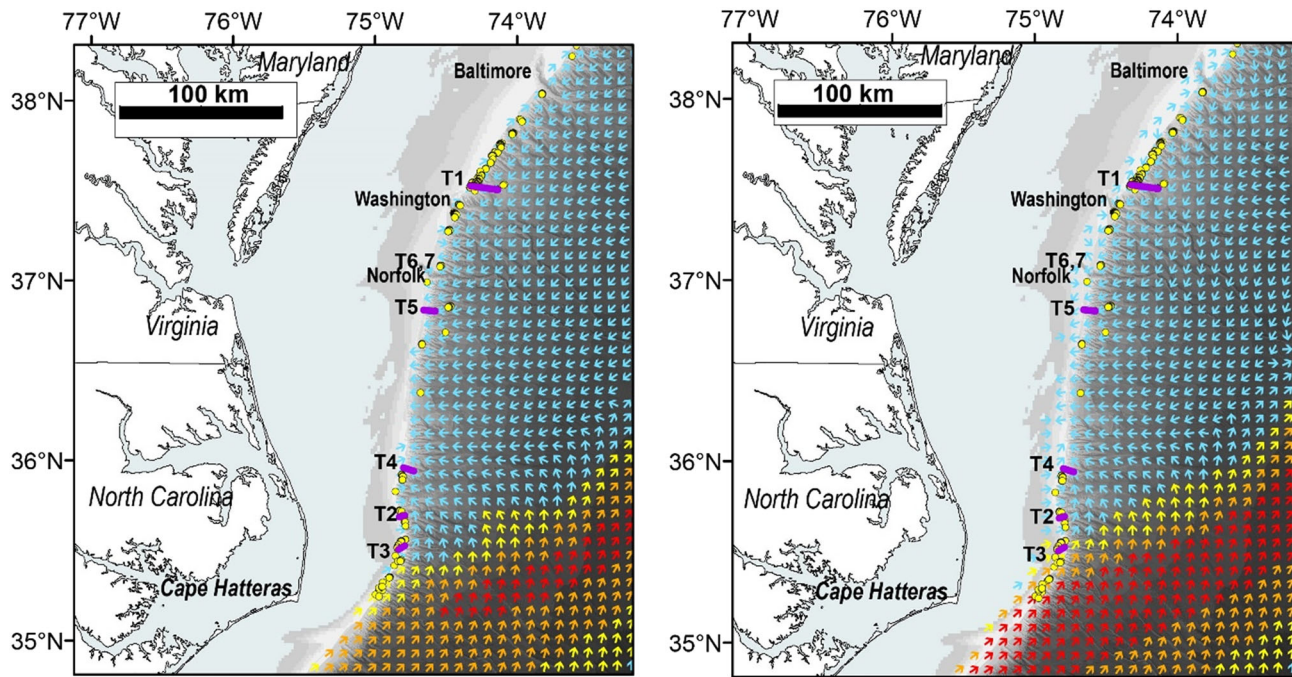 77°W 76°W 75°W 74°W
38°N
37°N
36°N
35°N
Maryland
100 km
Baltimore
T1
Washington
T6,7
Norfolk
T5
Virginia
T4
North Carolina
T2
T3
Cape Hatteras
77°W 76°W 75°W 74°W
38°N
37°N
36°N
35°N
Maryland
100 km
Baltimore
T1
Washington
T6,7
Norfolk
T5
Virginia
T4
North Carolina
T2
T3
Cape Hatteras